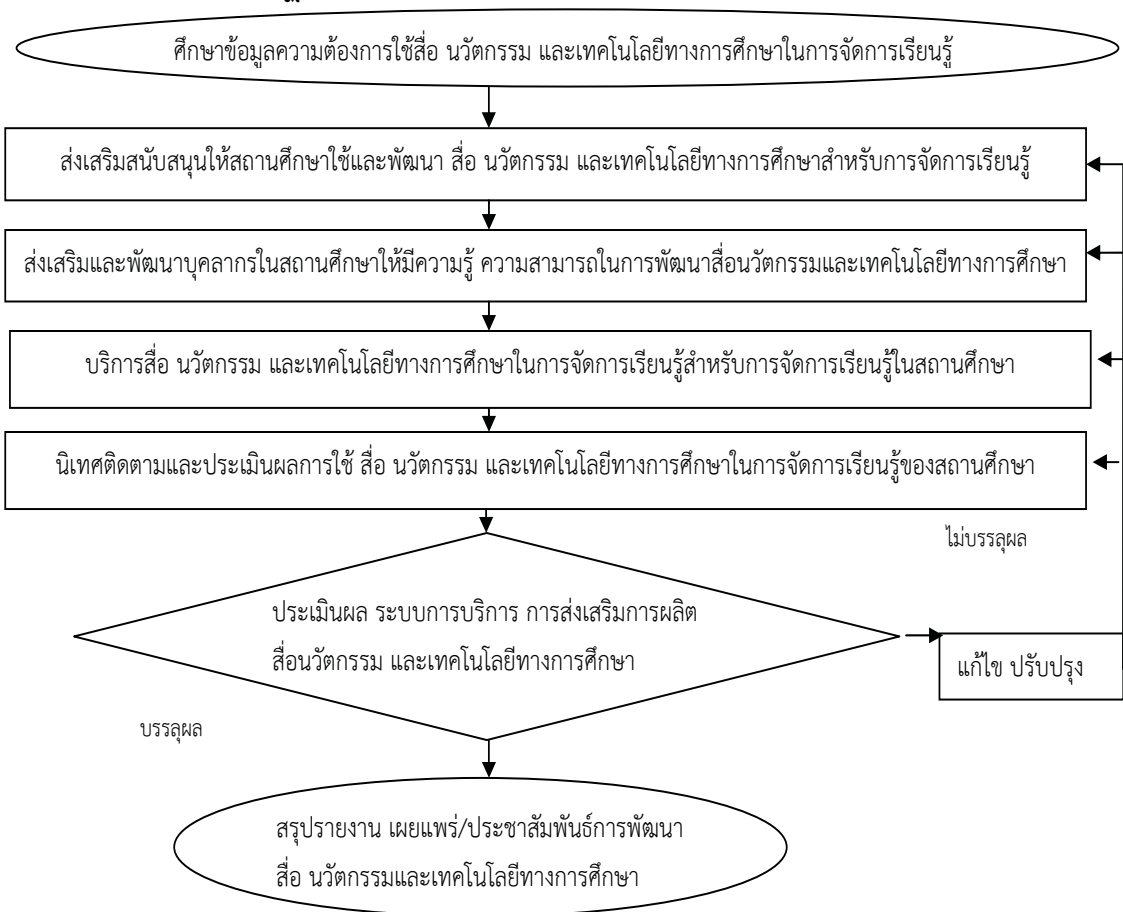 ศึกษาข้อมูลความต้องการใช้สื่อ นวัตกรรม และเทคโนโลยีทางการศึกษาในการจัดการเรียนรู้
ส่งเสริมสนับสนุนให้สถานศึกษาใช้และพัฒนา สื่อ นวัตกรรม และเทคโนโลยีทางการศึกษาสำหรับการจัดการเรียนรู้
ส่งเสริมและพัฒนาบุคลากรในสถานศึกษาให้มีความรู้ ความสามารถในการพัฒนาสื่อนวัตกรรมและเทคโนโลยีทางการศึกษา
บริการสื่อ นวัตกรรม และเทคโนโลยีทางการศึกษาในการจัดการเรียนรู้สำหรับการจัดการเรียนรู้ในสถานศึกษา
นิเทศติดตามและประเมินผลการใช้ สื่อ นวัตกรรม และเทคโนโลยีทางการศึกษาในการจัดการเรียนรู้ของสถานศึกษา
ไม่บรรลุผล
ประเมินผล ระบบการบริการ การส่งเสริมการผลิต
สื่อนวัตกรรม และเทคโนโลยีทางการศึกษา
แก้ไข ปรับปรุง
บรรลุผล
สรุปรายงาน เผยแพร่/ประชาสัมพันธ์การพัฒนา
สื่อ นวัตกรรมและเทคโนโลยีทางการศึกษา